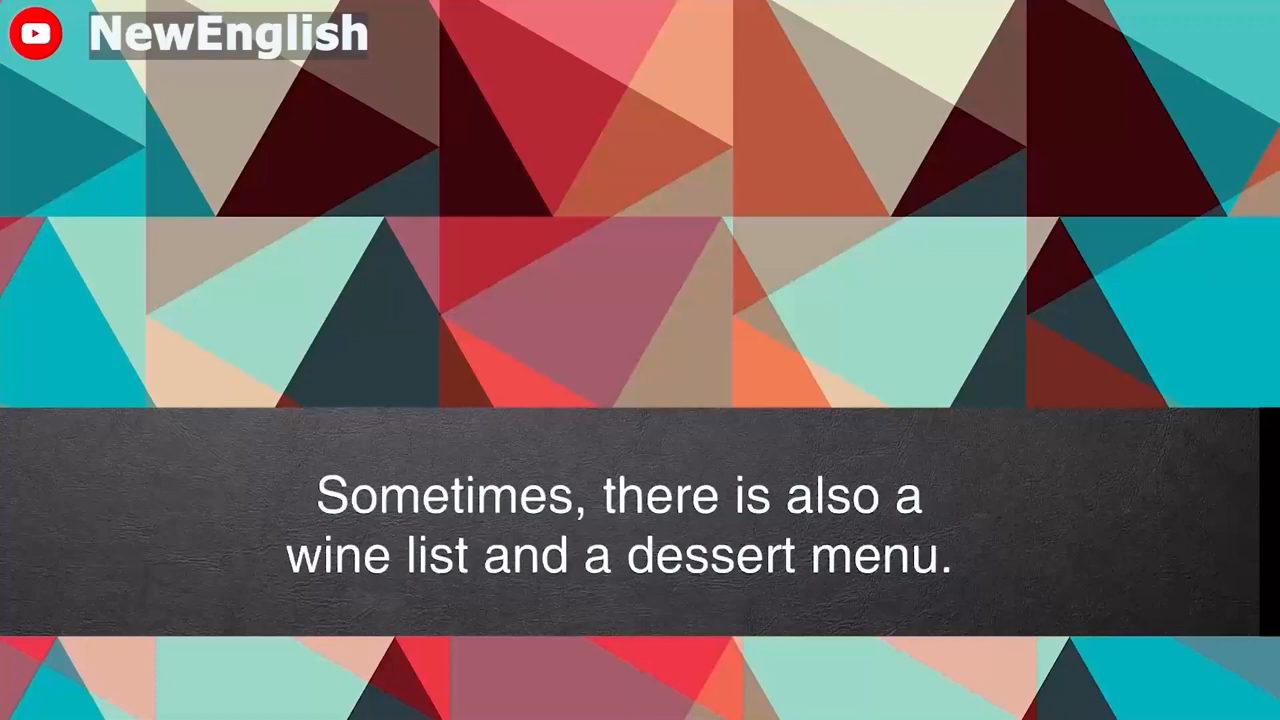 NewEnglish
Sometimes, there is also a
wine list and a dessert menu.